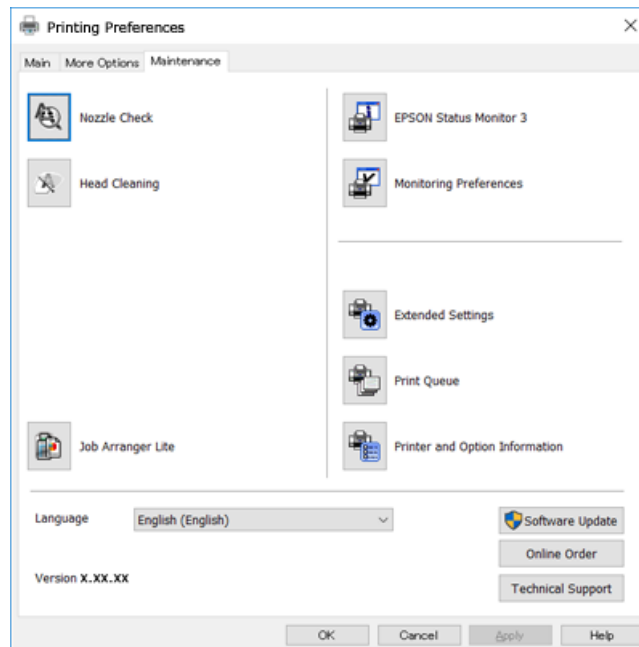 Printing Preferences
Main More Options Maintenance
Nozzle Check
EPSON Status Monitor 3
Head Cleaning
Monitoring Preferences
Extended Settings
Print Queue
Job Arranger Lite
Printer and Option Information
Language English (English)
Software Update
Online Order
Version X.XX.XX
Technical Support
OK Cancel Apply Help